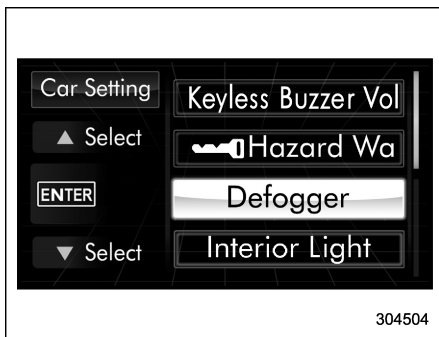 Car Setting
Keyless Buzzer Vol
▲ Select
Hazard Wa
ENTER
Defogger
▼ Select
Interior Light
304504